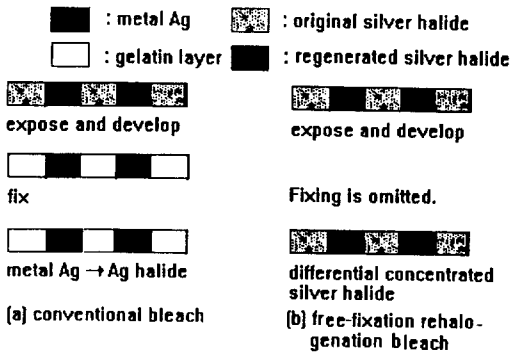 : metal Ag
: original silver halide
: gelatin layer
: regenerated silver halide
expose and develop
fix
metal Ag → Ag halide
(a) conventional bleach
expose and develop
Fixing is omitted.
differential concentrated
silver halide
(b) free-fixation rehalo-
genation bleach